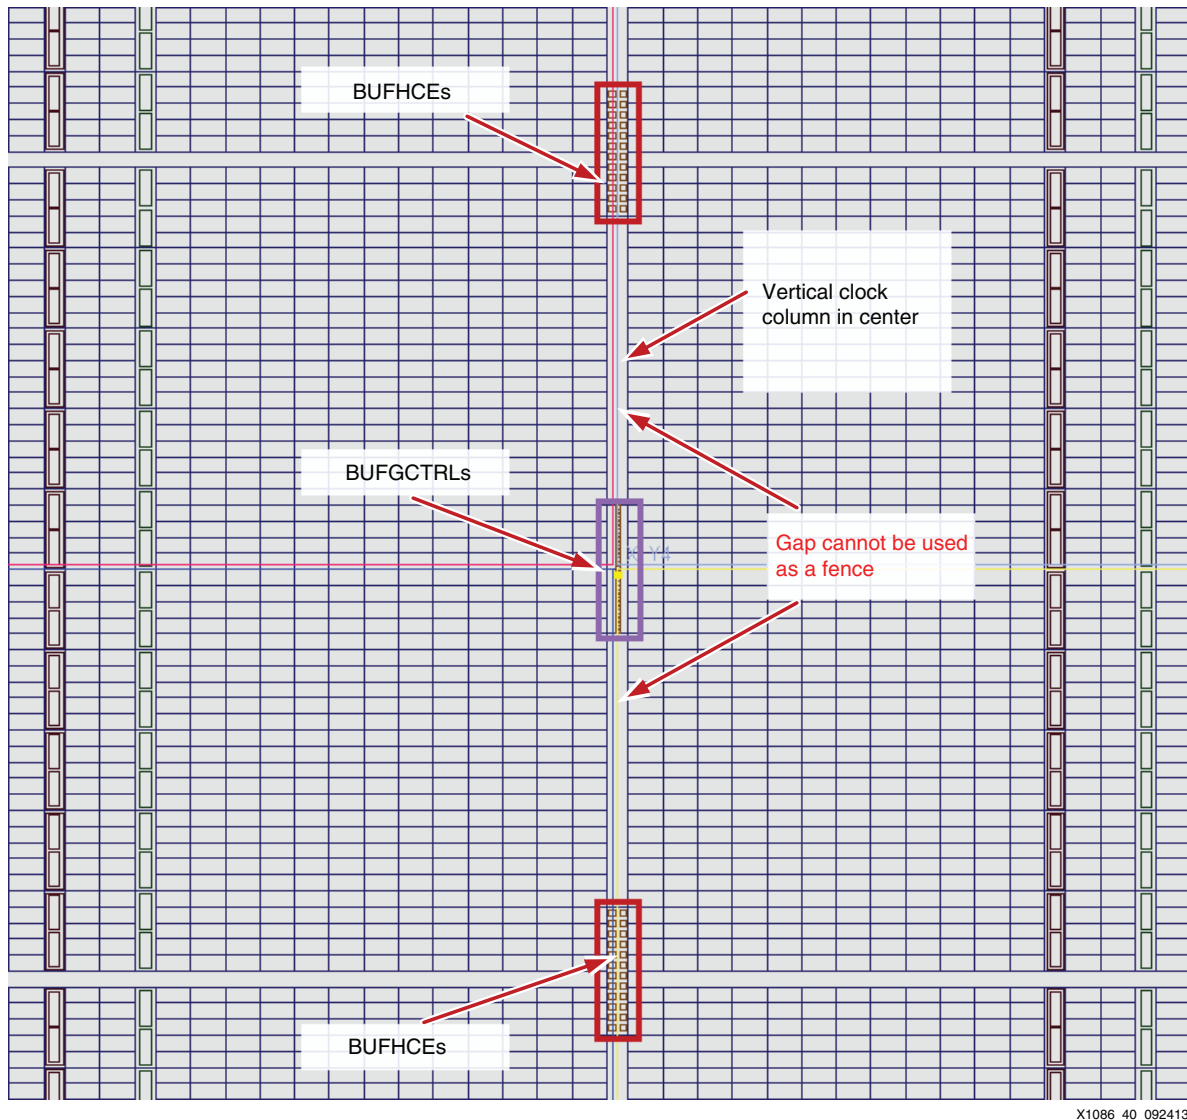 BUFHCEs
Vertical clock
column in center
BUFGCTRLs
Gap cannot be used
as a fence
BUFHCEs
X1086_40_092413